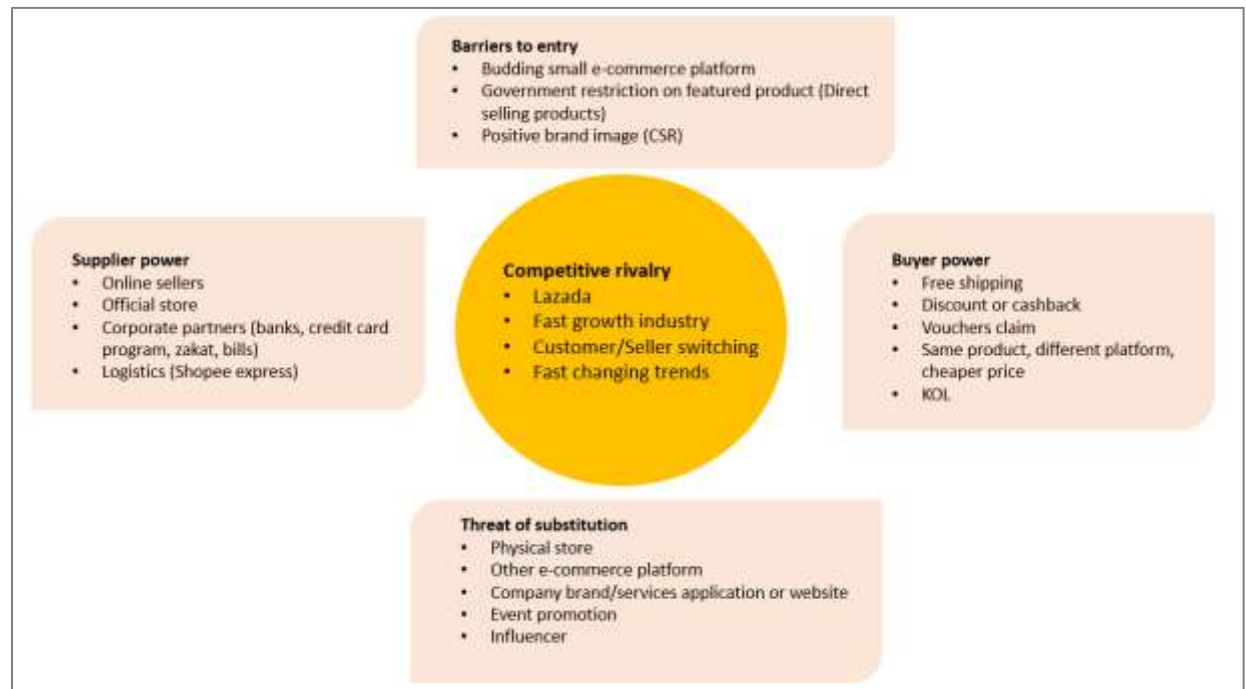 Barriers to entry
• Budding small e-commerce platform
• Government restriction on featured product (Direct
selling products)
• Positive brand image (CSR)
Supplier power
• Online sellers
• Official store
• Corporate partners (banks, credit card
program, zakat, bills)
• Logistics (Shopee express)
Competitive rivalry
• Lazada
• Fast growth industry
• Customer/Seller switching
• Fast changing trends
Buyer power
• Free shipping
• Discount or cashback
• Vouchers claim
• Same product, different platform,
cheaper price
• KOL
Threat of substitution
• Physical store
• Other e-commerce platform
• Company brand/services application or website
• Event promotion
• Influencer